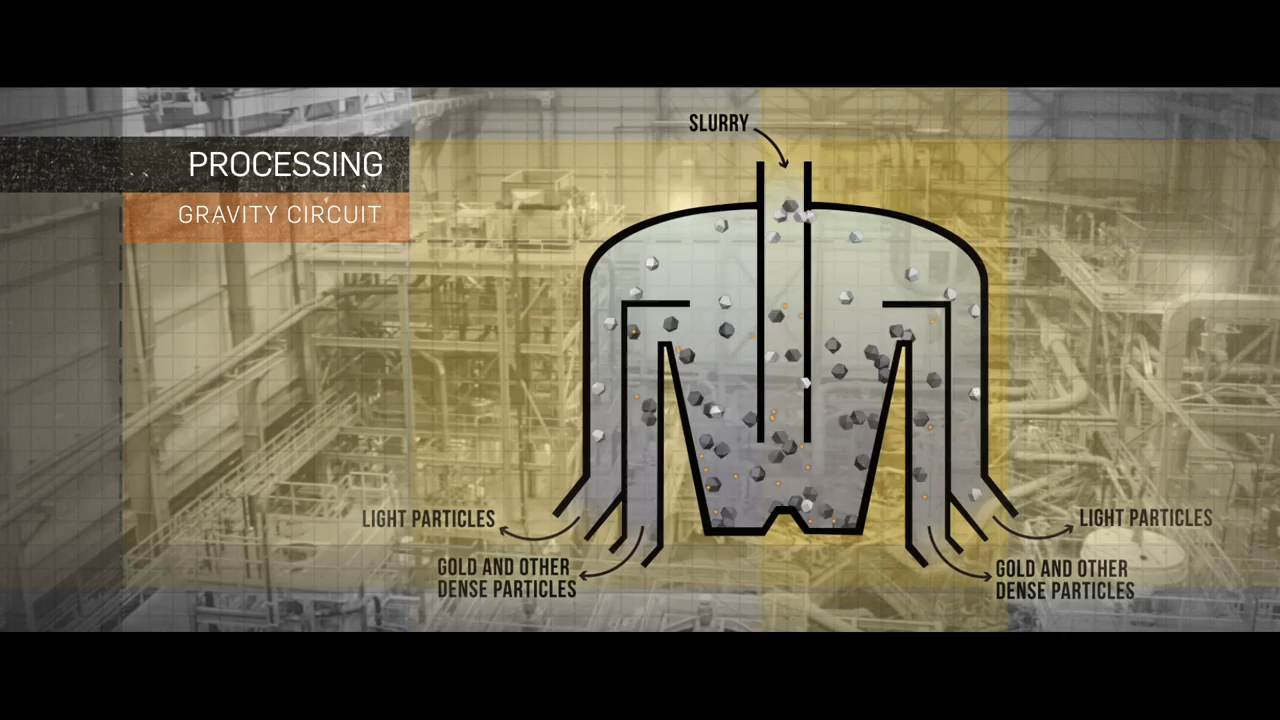 PROCESSING
GRAVITY CIRCUIT
SLURRY
LIGHT PARTICLES
GOLD AND OTHER
DENSE PARTICLES
LIGHT PARTICLES
GOLD AND OTHER
DENSE PARTICLES